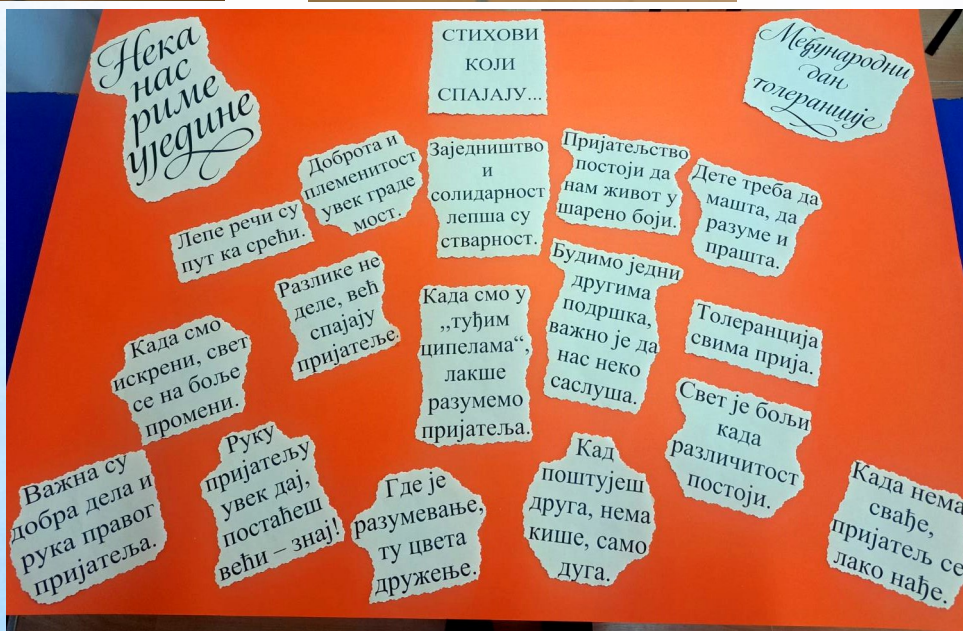 Нека
нас
риме
уједине
СТИХОВИ
КОЈИ
СПАЈАЈУ...
Међународни
дан
толеранције
Лепе речи су
пут ка срећи.
Доброта и
племенитост
увек граде
мост.
Заједништво
и
солидарност
лепша су
стварност.
Пријатељство
постоји да
нам живот у
шарено боји.
Дете треба да
машта, да
разуме и
прашта.
Када смо
искрени, свет
се на боље
промени.
Разлике не
деле, већ
спајају
пријатеље.
Када смо у
„туђим
ципелама“,
лакше
разумемо
пријатеља.
Будимо једни
другима
подршка,
важно је да
нас неко
саслуша.
Толеранција
свима прија.
Свет је бољи
када
различитост
постоји.
Важна су
добра дела и
рука правог
пријатеља.
Руку
пријатељу
увек дај,
постаћеш
већи – знај!
Где је
разумевање,
ту цвета
дружење.
Кад
поштујеш
друга, нема
кише, само
дуга.
Када нема
свађе,
пријатељ се
лако нађе.